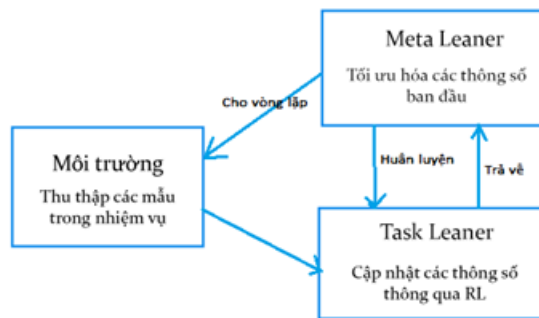 Meta Leaner
Tối ưu hóa các thông số
ban đầu
Cho vòng lặp
Môi trường
Thu thập các mẫu
trong nhiệm vụ
Huấn luyện
Trả về
Task Leaner
Cập nhật các thông số
thông qua RL